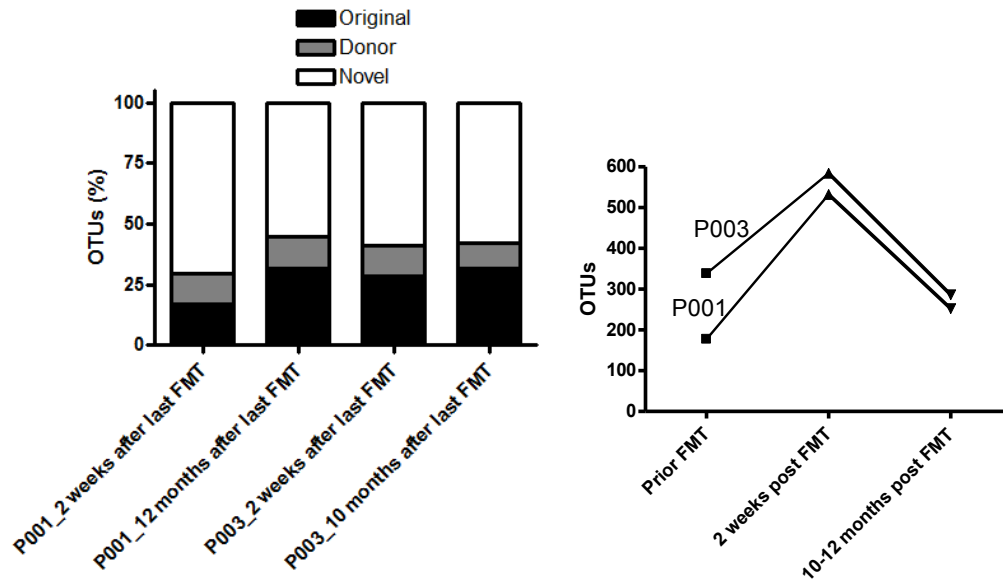 Original
Donor
Novel
OTUs (%)
100
75
50
25
0
P001_2 weeks after last FMT
P001_12 months after last FMT
P003_2 weeks after last FMT
P003_10 months after last FMT
OTUs
600
500
400
300
200
100
0
P003
P001
Prior FMT
2 weeks post FMT
10-12 months post FMT